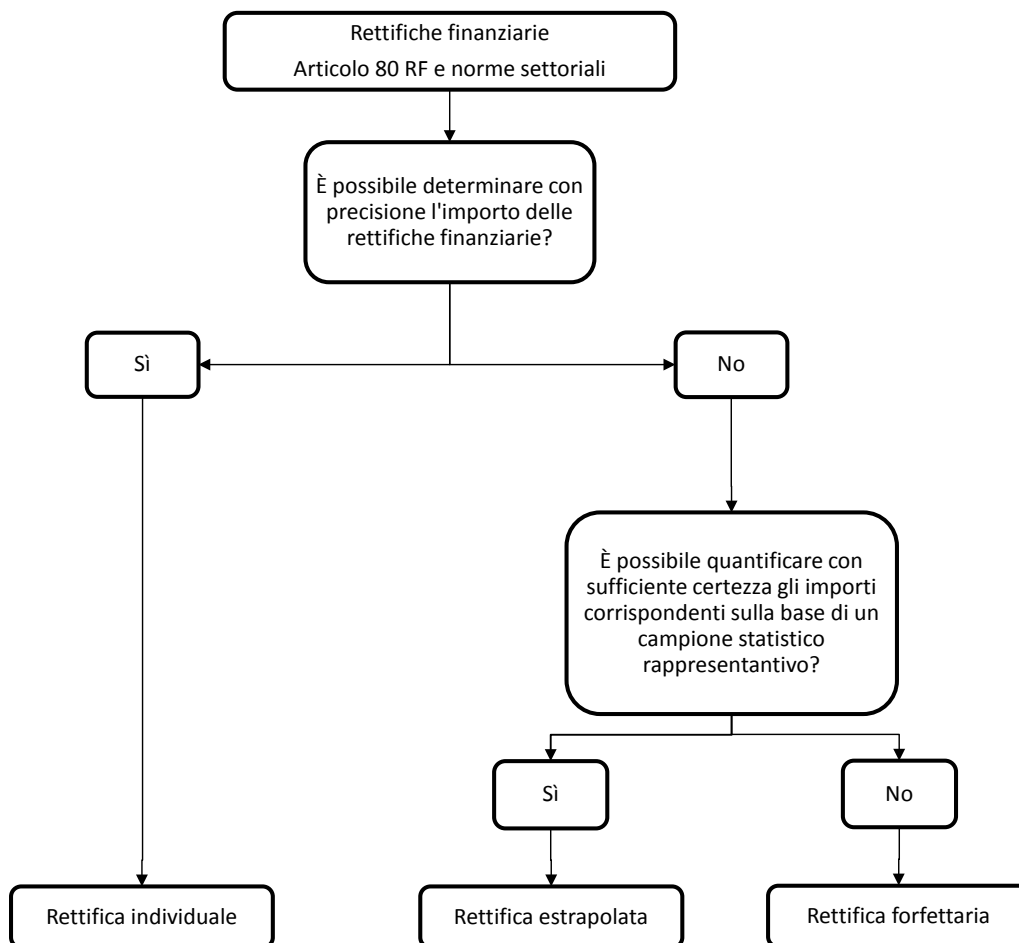 Rettifiche finanziarie
Articolo 80 RF e norme settoriali
È possibile determinare con
precisione l'importo delle
rettifiche finanziarie?
Sì
No
È possibile quantificare con
sufficiente certezza gli importi
corrispondenti sulla base di un
campione statistico
rappresentantivo?
Sì
No
Rettifica individuale
Rettifica estrapolata
Rettifica forfettaria